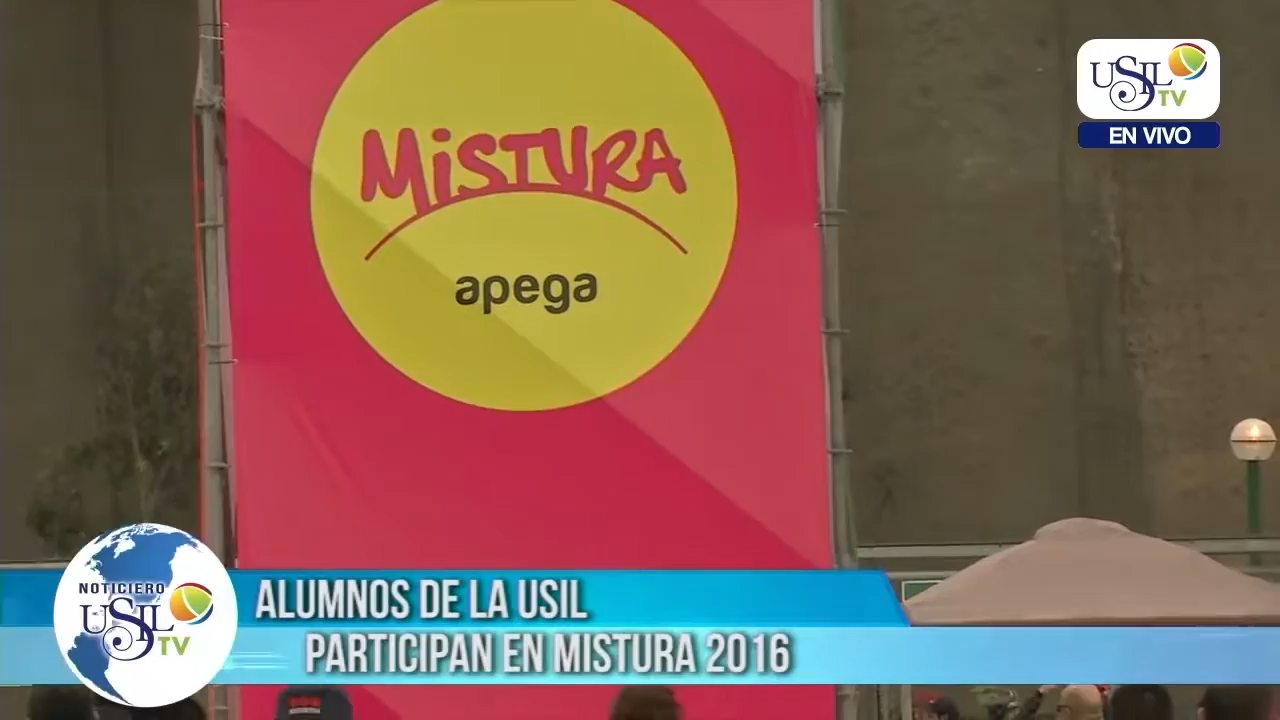 MiSTURA
apega
USIL
TV
EN VIVO
NOTICIERO
USIL
TV
ALUMNOS DE LA USIL
PARTICIPAN EN MISTURA 2016